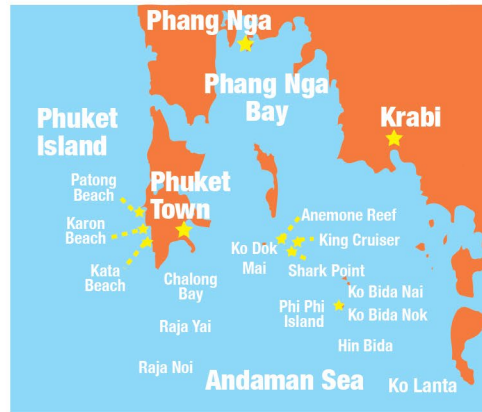 Phang Nga
Phang Nga
Bay
Krabi
Phuket
Island
Patong
Beach
Phuket
Town
Karon
Beach
Kata
Beach
Anemone Reef
Ko Dok
Mai
King Cruiser
Shark Point
Chalong
Bay
Ko Bida Nai
Phi Phi
Island
Ko Bida Nok
Raja Yai
Hin Bida
Raja Noi
Andaman Sea
Ko Lanta